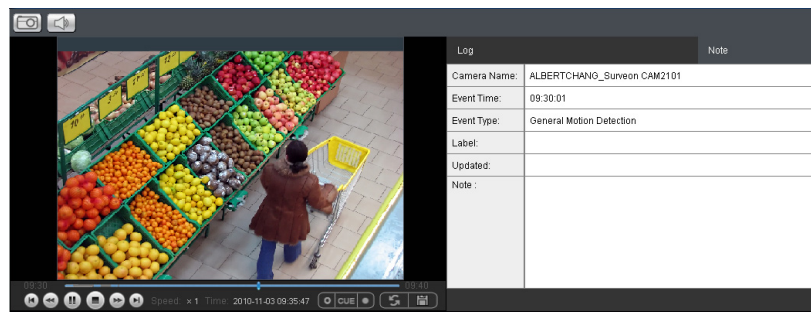 Log
Note
Camera Name: ALBERTCHANG_Surveon CAM2101
Event Time: 09:30:01
Event Type: General Motion Detection
Label:
Updated:
Note :
09:30 09:40
Speed: × 1 Time: 2010-11-03 09:35:47 CUE